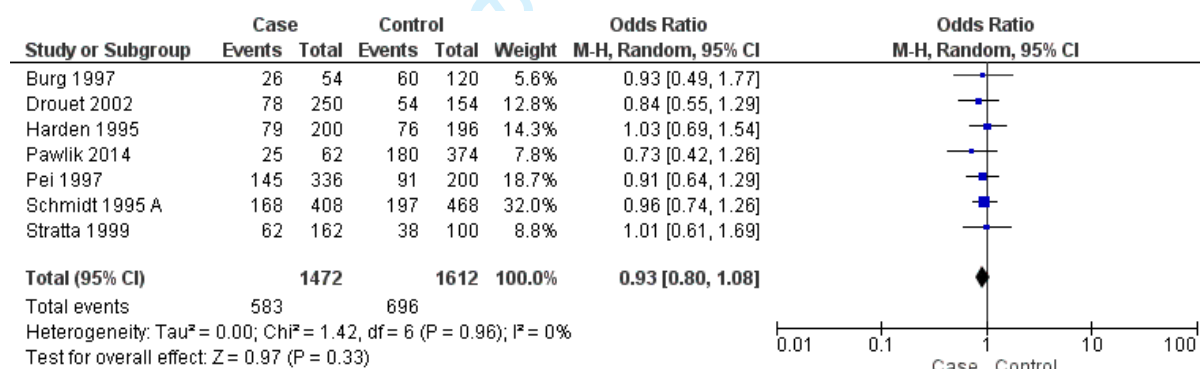 Case Control Odds Ratio Odds Ratio
Study or Subgroup Events Total Events Total Weight M-H, Random, 95% CI M-H, Random, 95% CI
Burg 1997 26 54 60 120 5.6% 0.93 [0.49, 1.77]
Drouet 2002 78 250 54 154 12.8% 0.84 [0.55, 1.29]
Harden 1995 79 200 76 196 14.3% 1.03 [0.69, 1.54]
Pawlik 2014 25 62 180 374 7.8% 0.73 [0.42, 1.26]
Pei 1997 145 336 91 200 18.7% 0.91 [0.64, 1.29]
Schmidt 1995 A 168 408 197 468 32.0% 0.96 [0.74, 1.26]
Stratta 1999 62 162 38 100 8.8% 1.01 [0.61, 1.69]
Total (95% CI) 1472 1612 100.0% 0.93 [0.80, 1.08]
Total events 583 696
Heterogeneity: Tau² = 0.00; Chi² = 1.42, df = 6 (P = 0.96); I² = 0%
Test for overall effect: Z = 0.97 (P = 0.33)
0.01 0.1 1 10 100
Case Control